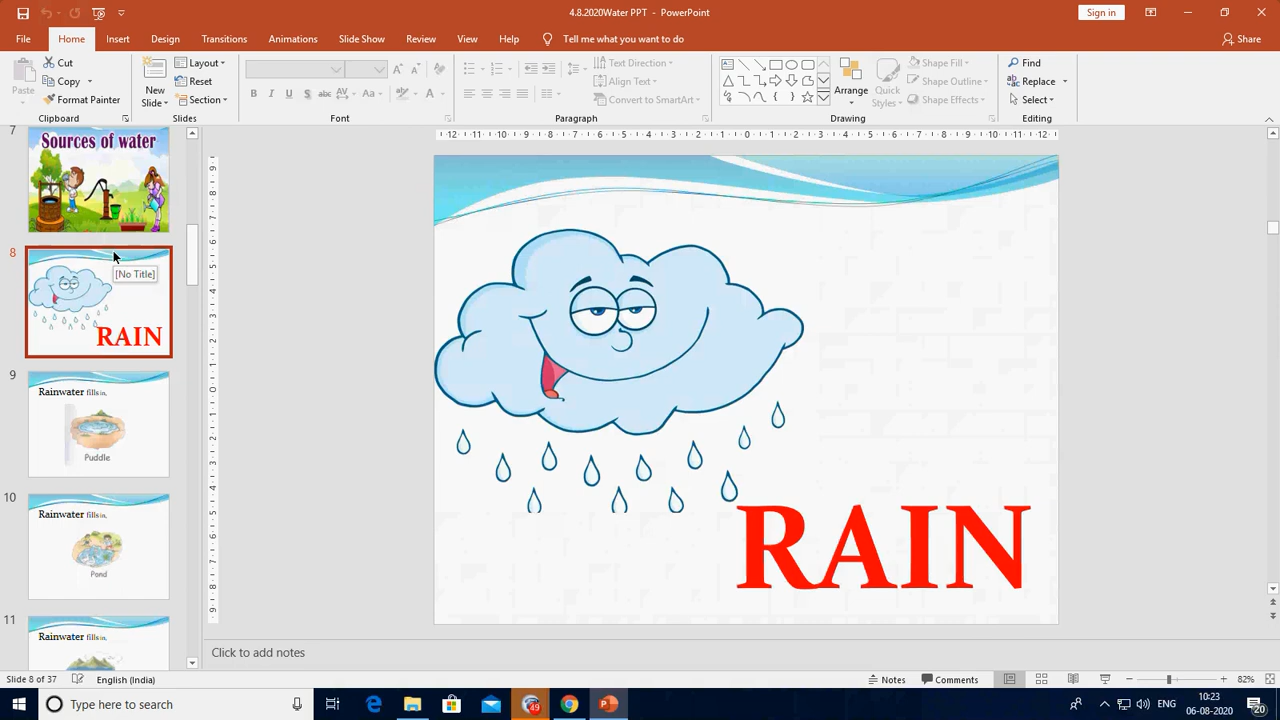 4.8.2020Water PPT - PowerPoint
Sign in
File Home Insert Design Transitions Animations Slide Show Review View Help Tell me what you want to do Share
Paste
Cut
Copy
Format Painter
Clipboard
New Slide
Layout
Reset
Section
Slides
Font
Paragraph
Text Direction
Align Text
Convert to SmartArt
Arrange
Quick Styles
Shape Fill
Shape Outline
Shape Effects
Drawing
Find
Replace
Select
Editing
7
Sources of water
8
[No Title]
RAIN
9
Rainwater fills in,
Puddle
10
Rainwater fills in,
Pond
11
Rainwater fills in,
RAIN
Click to add notes
Slide 8 of 37 English (India) Notes Comments 82%
Type here to search
49
ENG
10:23
06-08-2020
20